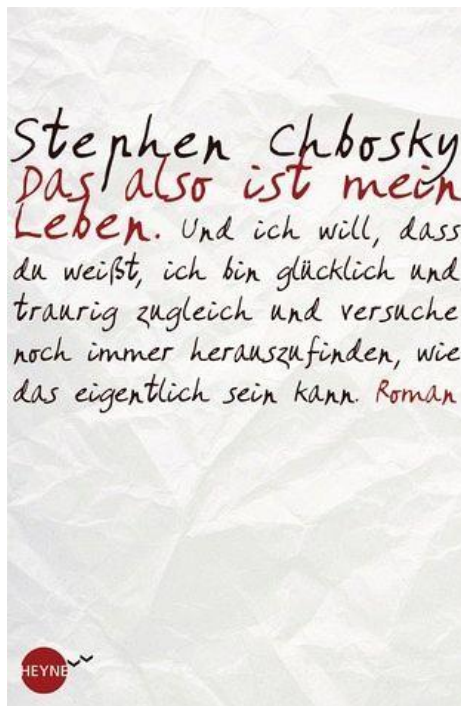 Stephen Chbosky
Das also ist mein
Leben. Und ich will, dass
du weißt, ich bin glücklich und
traurig zugleich und versuche
noch immer herauszufinden, wie
das eigentlich sein kann. Roman
HEYNE